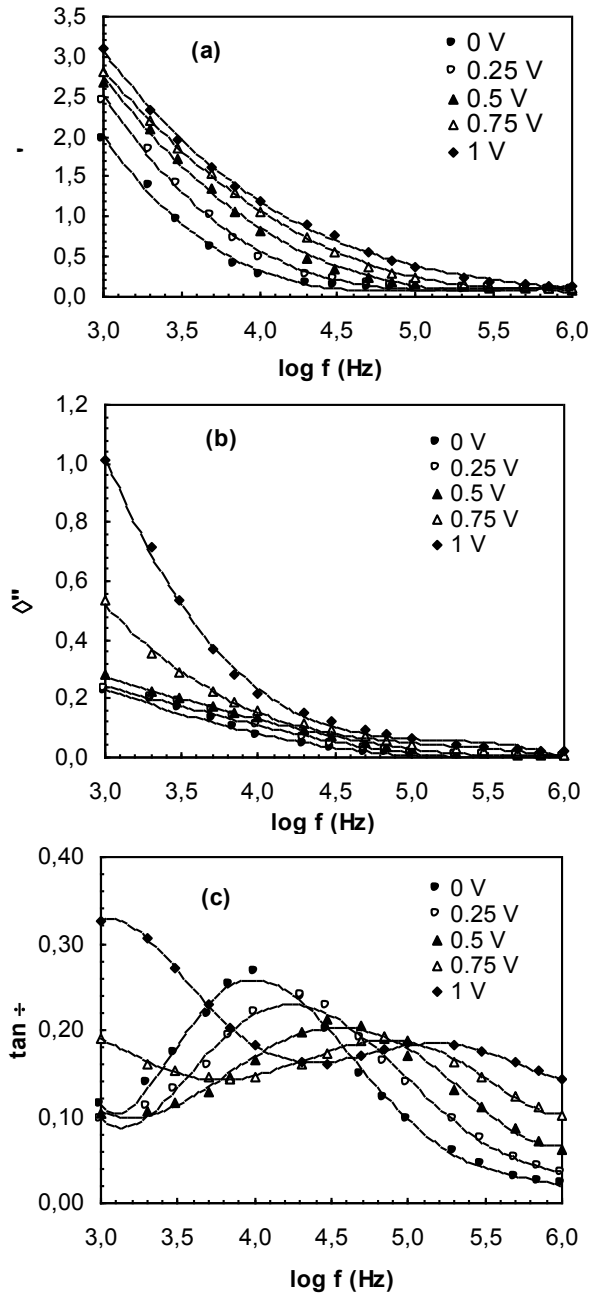 (a)
0 V
0.25 V
0.5 V
0.75 V
1 V
3,5
3,0
2,5
2,0
1,5
1,0
0,5
0,0
'
3,0 3,5 4,0 4,5 5,0 5,5 6,0
log f (Hz)
(b)
0 V
0.25 V
0.5 V
0.75 V
1 V
1,2
1,0
0,8
0,6
0,4
0,2
0,0
◊"
3,0 3,5 4,0 4,5 5,0 5,5 6,0
log f (Hz)
(c)
0 V
0.25 V
0.5 V
0.75 V
1 V
0,40
0,30
0,20
0,10
0,00
tan ÷
3,0 3,5 4,0 4,5 5,0 5,5 6,0
log f (Hz)